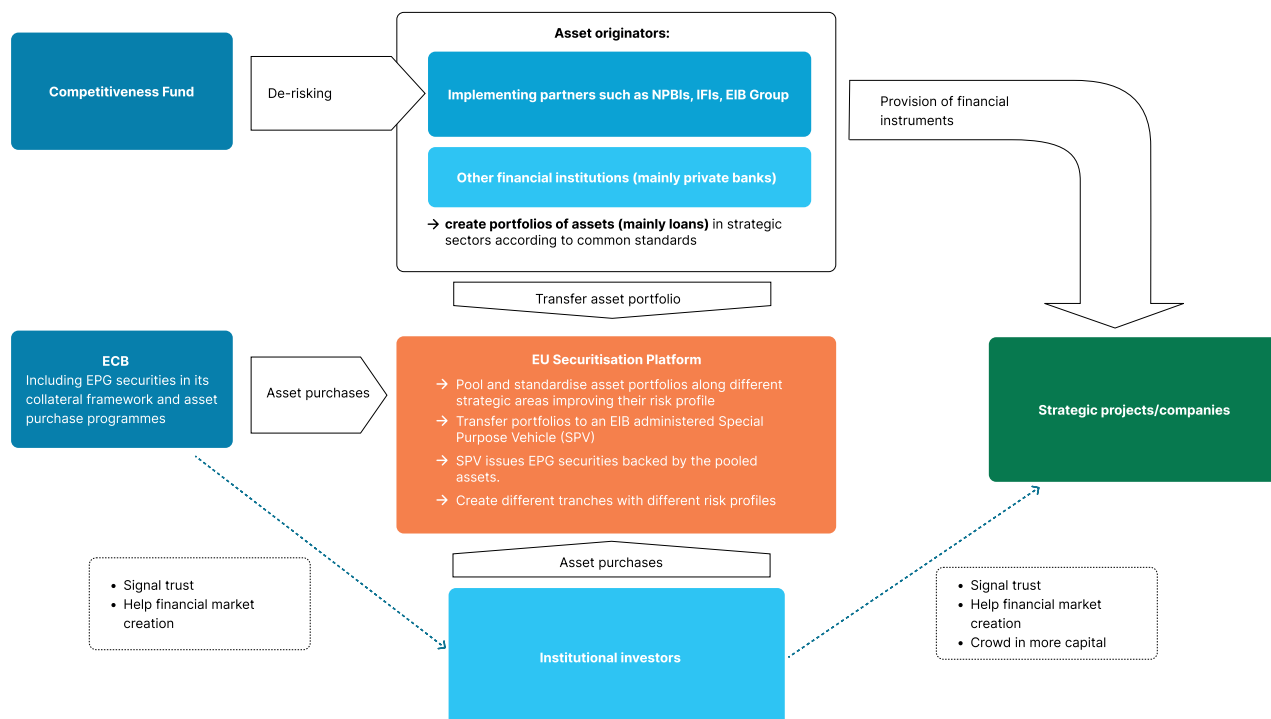 Asset originators:
Competitiveness Fund
De-risking
Implementing partners such as NPBIs, IFIs, EIB Group
Provision of financial
instruments
Other financial institutions (mainly private banks)
→ create portfolios of assets (mainly loans) in strategic
sectors according to common standards
Transfer asset portfolio
ECB
Including EPG securities in its
collateral framework and asset
purchase programmes
Asset purchases
EU Securitisation Platform
→ Pool and standardise asset portfolios along different
strategic areas improving their risk profile
→ Transfer portfolios to an EIB administered Special
Purpose Vehicle (SPV)
→ SPV issues EPG securities backed by the pooled
assets.
→ Create different tranches with different risk profiles
Strategic projects/companies
Asset purchases
• Signal trust
• Help financial market
creation
Institutional investors
• Signal trust
• Help financial market
creation
• Crowd in more capital